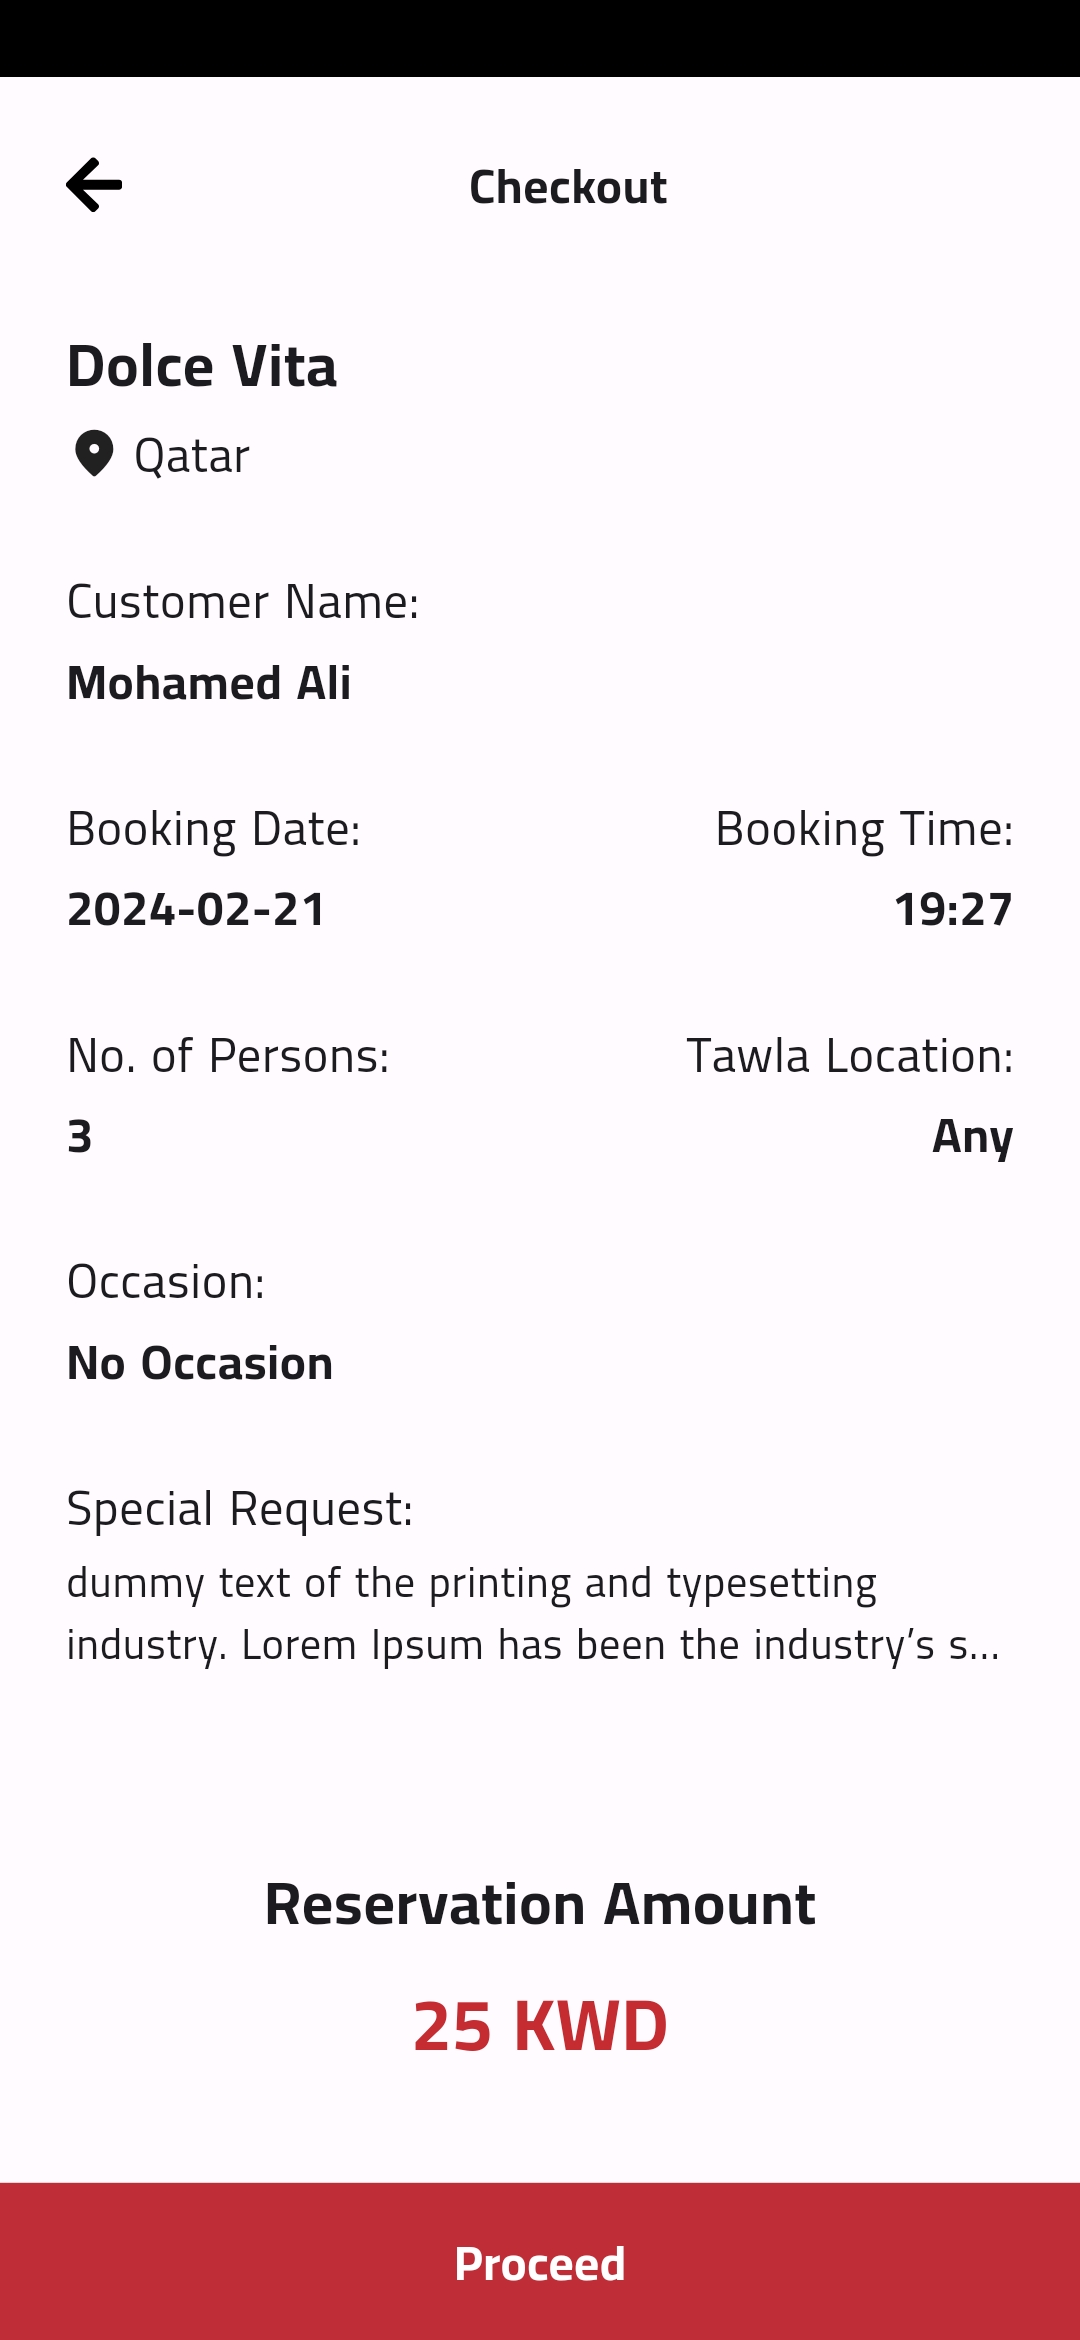 Checkout
Dolce Vita
Qatar
Customer Name:
Mohamed Ali
Booking Date: Booking Time:
2024-02-21 19:27
No. of Persons: Tawla Location:
3 Any
Occasion:
No Occasion
Special Request:
dummy text of the printing and typesetting
industry. Lorem Ipsum has been the industry’s s...
Reservation Amount
25 KWD
Proceed